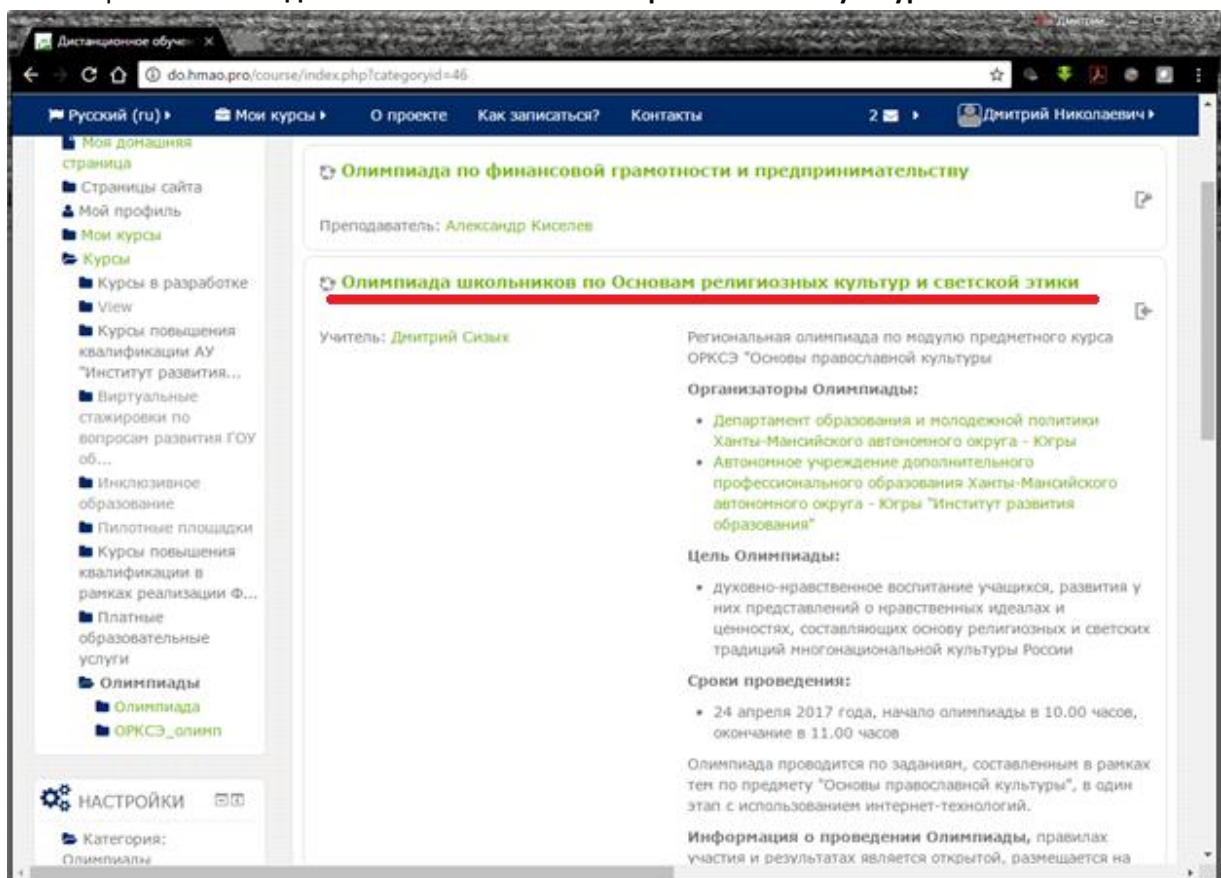 Дистанционное обуче
do.hmao.pro/course/index.php?categoryid=46
Русский (ru) Мои курсы О проекте Как записаться? Контакты 2 Дмитрий Николаевич
Моя домашняя
страница
Страницы сайта
Мой профиль
Мои курсы
Курсы
Курсы в разработке
View
Курсы повышения
квалификации АУ
"Институт развития...
Виртуальные
стажировки по
вопросам развития ГОУ
об...
Инклюзивное
образование
Пилотные площадки
Курсы повышения
квалификации в
рамках реализации Ф...
Платные
образовательные
услуги
Олимпиады
Олимпиада
ОРКСЭ_олимп
НАСТРОЙКИ
Категория:
Олимпиады
Олимпиада по финансовой грамотности и предпринимательству
Преподаватель: Александр Киселев
Олимпиада школьников по Основам религиозных культур и светской этики
Учитель: Дмитрий Сизых
Региональная олимпиада по модулю предметного курса
ОРКСЭ "Основы православной культуры
Организаторы Олимпиады:
Департамент образования и молодежной политики
Ханты-Мансийского автономного округа - Югры
Автономное учреждение дополнительного
профессионального образования Ханты-Мансийского
автономного округа - Югры "Институт развития
образования"
Цель Олимпиады:
духовно-нравственное воспитание учащихся, развития у
них представлений о нравственных идеалах и
ценностях, составляющих основу религиозных и светских
традиций многонациональной культуры России
Сроки проведения:
24 апреля 2017 года, начало олимпиады в 10.00 часов,
окончание в 11.00 часов
Олимпиада проводится по заданиям, составленным в рамках
тем по предмету "Основы православной культуры", в один
этап с использованием интернет-технологий.
Информация о проведении Олимпиады, правилах
участия и результатах является открытой, размещается на